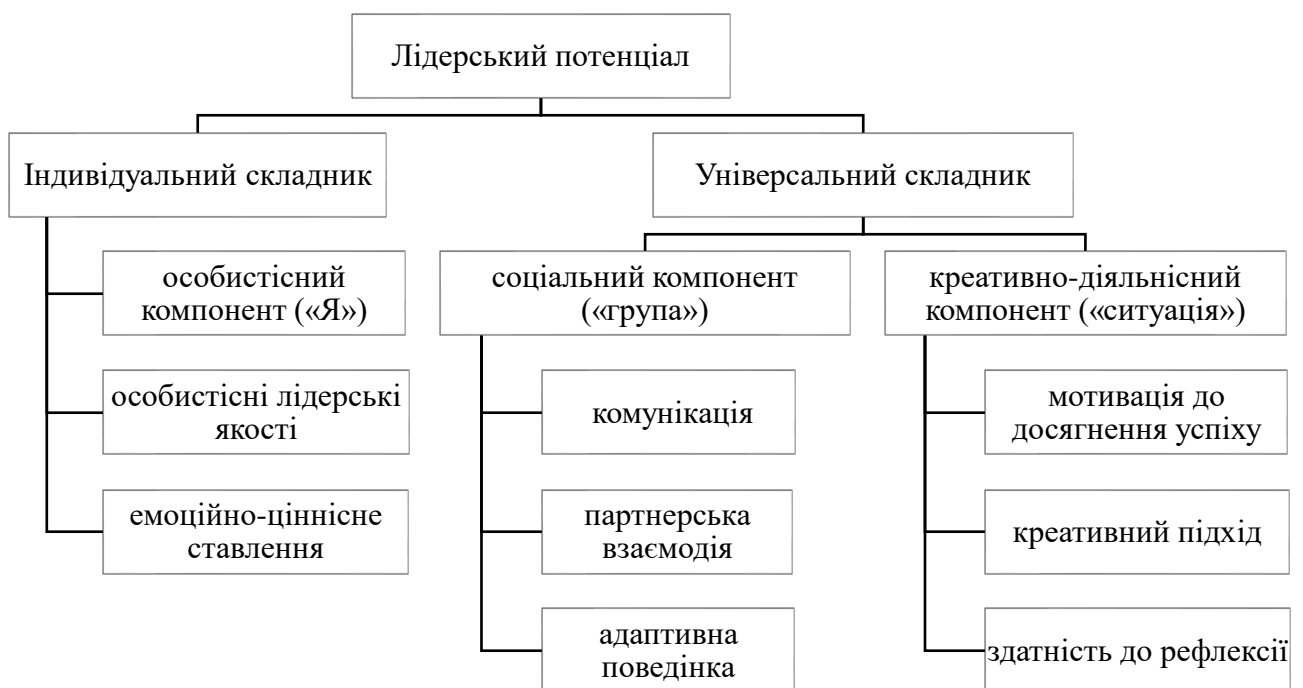 Лідерський потенціал
Індивідуальний складник
Універсальний складник
особистісний
компонент («Я»)
особистісні лідерські
якості
емоційно-ціннісне
ставлення
соціальний компонент
(«група»)
комунікація
партнерська
взаємодія
адаптивна
поведінка
креативно-діяльнісний
компонент («ситуація»)
мотивація до
досягнення успіху
креативний підхід
здатність до рефлексії